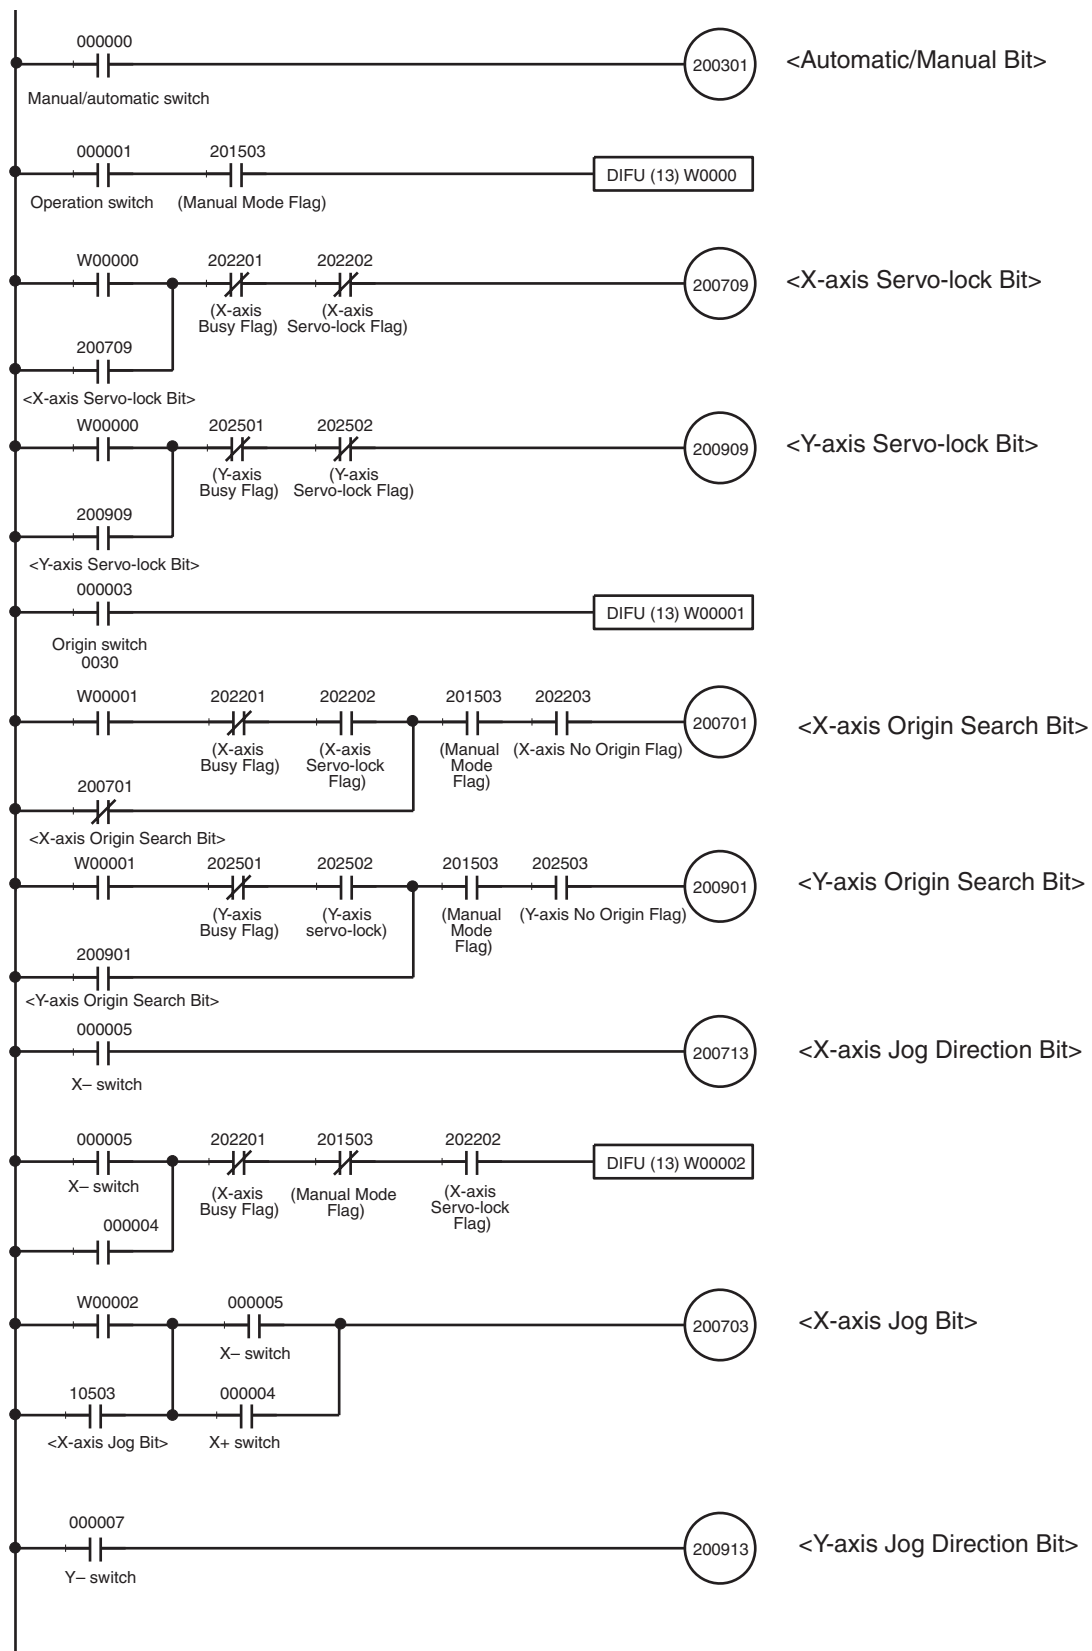 000000
200301
<Automatic/Manual Bit>
Manual/automatic switch
000001 201503
DIFU (13) W0000
Operation switch (Manual Mode Flag)
W00000 202201 202202
200709
<X-axis Servo-lock Bit>
(X-axis
Busy Flag)
(X-axis
Servo-lock Flag)
200709
<X-axis Servo-lock Bit>
W00000 202501 202502
200909
<Y-axis Servo-lock Bit>
(Y-axis
Busy Flag)
(Y-axis
Servo-lock Flag)
200909
<Y-axis Servo-lock Bit>
000003
DIFU (13) W00001
Origin switch
0030
W00001 202201 202202 201503 202203
200701
<X-axis Origin Search Bit>
(X-axis
Busy Flag)
(X-axis
Servo-lock
Flag)
(Manual
Mode
Flag)
(X-axis No Origin Flag)
200701
<X-axis Origin Search Bit>
W00001 202501 202502 201503 202503
200901
<Y-axis Origin Search Bit>
(Y-axis
Busy Flag)
(Y-axis
servo-lock)
(Manual
Mode
Flag)
(Y-axis No Origin Flag)
200901
<Y-axis Origin Search Bit>
000005
200713
<X-axis Jog Direction Bit>
X– switch
000005 202201 201503 202202
DIFU (13) W00002
X– switch
(X-axis
Busy Flag)
(Manual Mode
Flag)
(X-axis
Servo-lock
Flag)
000004
W00002 000005
200703
<X-axis Jog Bit>
X– switch
10503 000004
<X-axis Jog Bit> X+ switch
000007
200913
<Y-axis Jog Direction Bit>
Y– switch